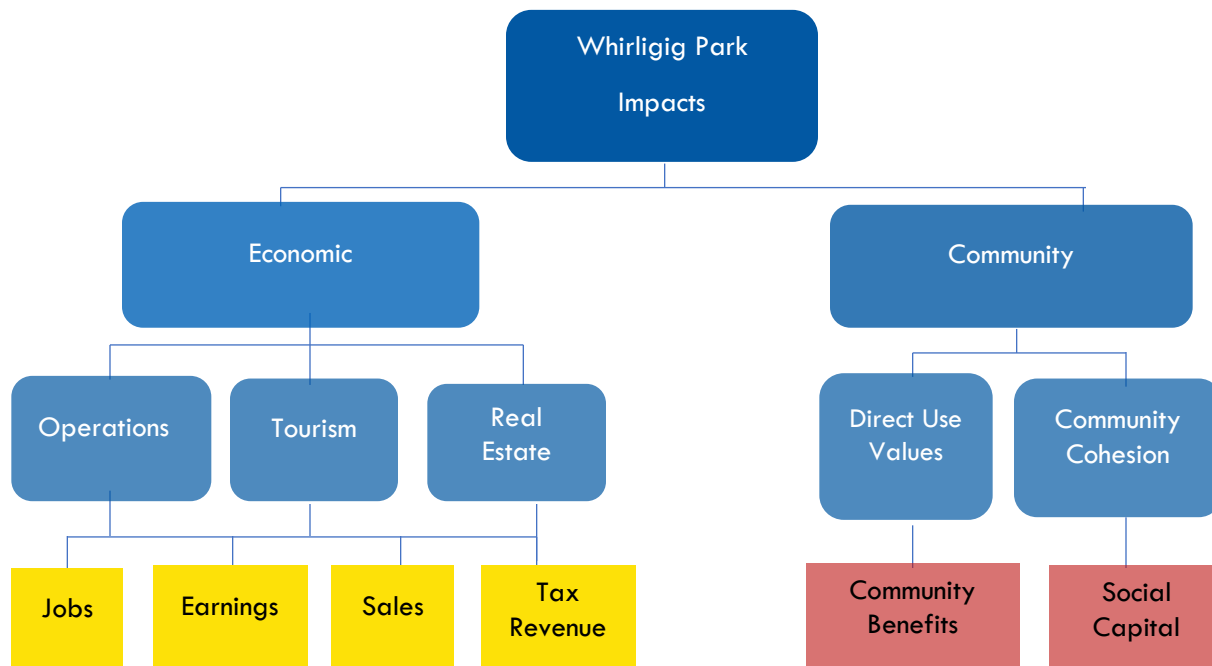 Whirligig Park
Impacts
Economic
Community
Operations
Tourism
Real
Estate
Direct Use
Values
Community
Cohesion
Jobs
Earnings
Sales
Tax
Revenue
Community
Benefits
Social
Capital